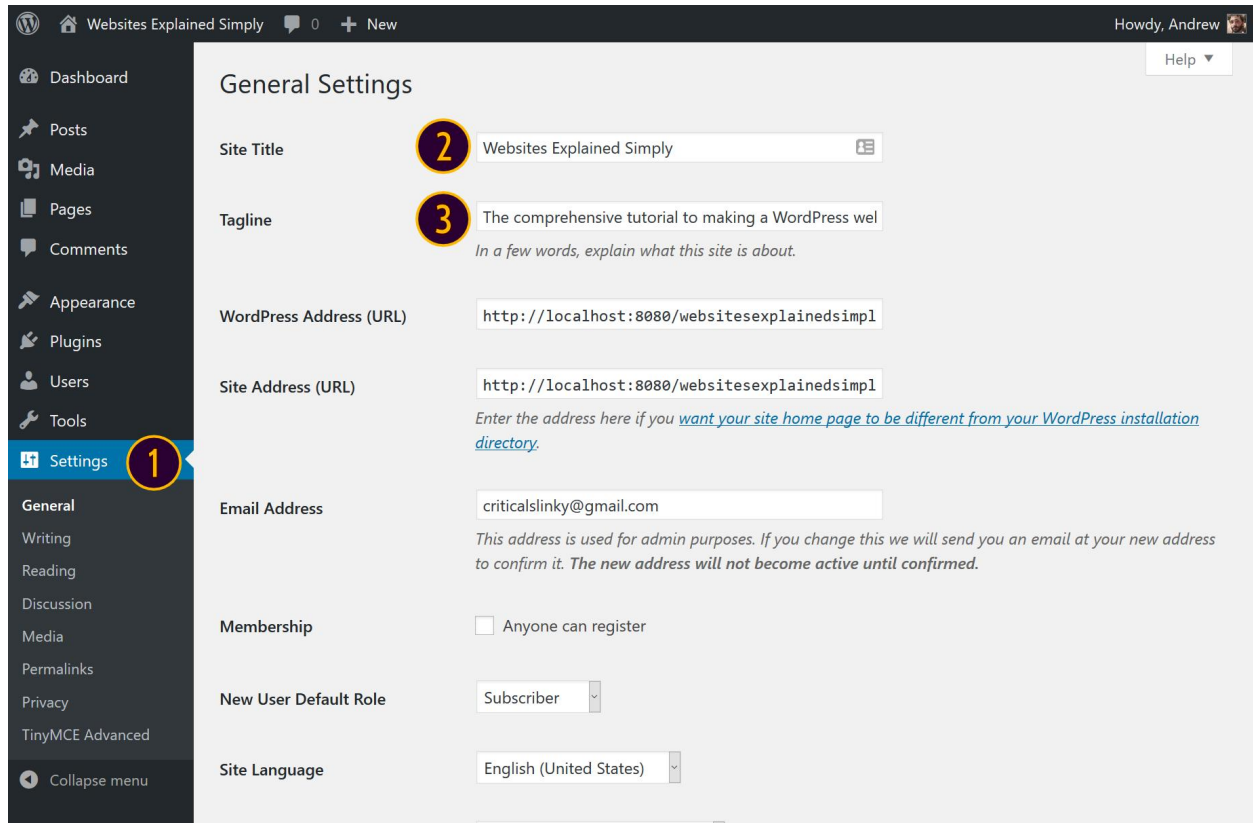 Websites Explained Simply 0 + New Howdy, Andrew
Help ▼
Dashboard
Posts
Media
Pages
Comments
Appearance
Plugins
Users
Tools
Settings 1
General
Writing
Reading
Discussion
Media
Permalinks
Privacy
TinyMCE Advanced
Collapse menu
General Settings
Site Title 2 Websites Explained Simply
Tagline 3 The comprehensive tutorial to making a WordPress wel
In a few words, explain what this site is about.
WordPress Address (URL) http://localhost:8080/websitesexplainedsimpl
Site Address (URL) http://localhost:8080/websitesexplainedsimpl
Enter the address here if you want your site home page to be different from your WordPress installation
directory.
Email Address criticalslinky@gmail.com
This address is used for admin purposes. If you change this we will send you an email at your new address
to confirm it. The new address will not become active until confirmed.
Membership Anyone can register
New User Default Role Subscriber
Site Language English (United States)